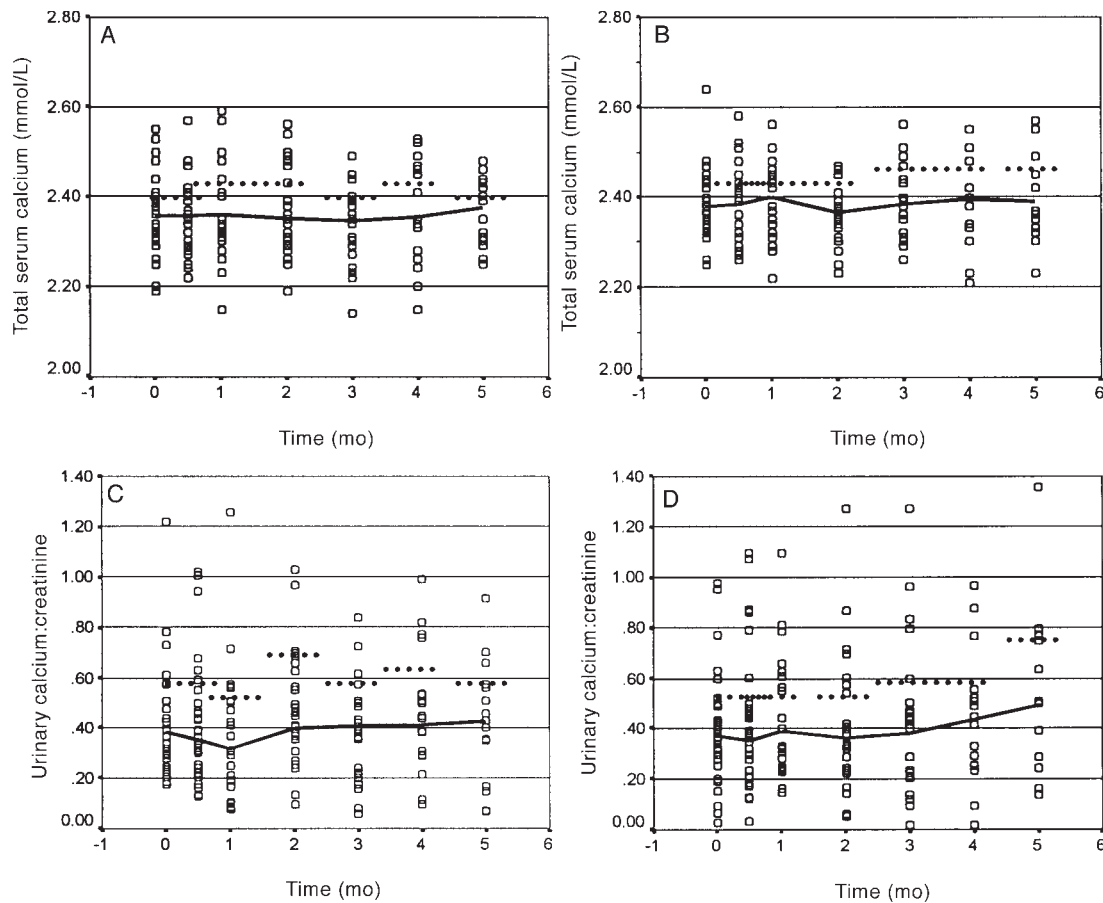 A
Total serum calcium (mmol/L)
2.80
2.60
2.40
2.20
2.00
-1 0 1 2 3 4 5 6
Time (mo)
B
Total serum calcium (mmol/L)
2.80
2.60
2.40
2.20
2.00
-1 0 1 2 3 4 5 6
Time (mo)
C
Urinary calcium:creatinine
1.40
1.20
1.00
.80
.60
.40
.20
0.00
-1 0 1 2 3 4 5 6
Time (mo)
D
Urinary calcium:creatinine
1.40
1.20
1.00
.80
.60
.40
.20
0.00
-1 0 1 2 3 4 5 6
Time (mo)